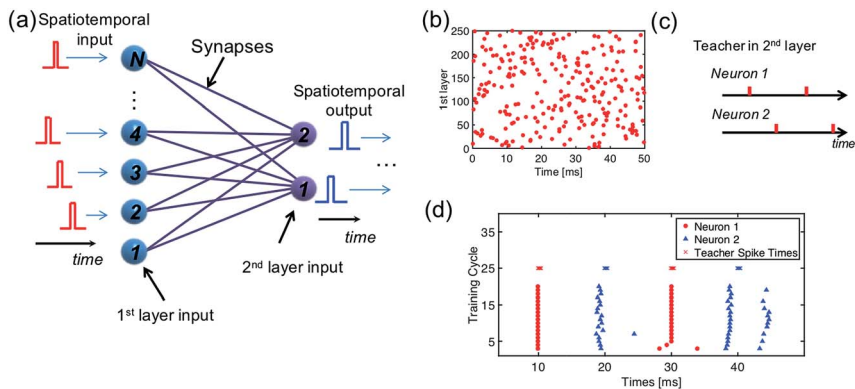 (a)
Spatiotemporal
input
Synapses
N
4
3
2
1
Spatiotemporal
output
2
1
...
time
time
2nd layer input
1st layer input
(b)
1st layer
250
200
150
100
50
0
0 10 20 30 40 50
Time [ms]
(c)
Teacher in 2nd layer
Neuron 1
Neuron 2
time
(d)
Training Cycle
35
25
15
5
Neuron 1
Neuron 2
Teacher Spike Times
10 20 30 40
Times [ms]